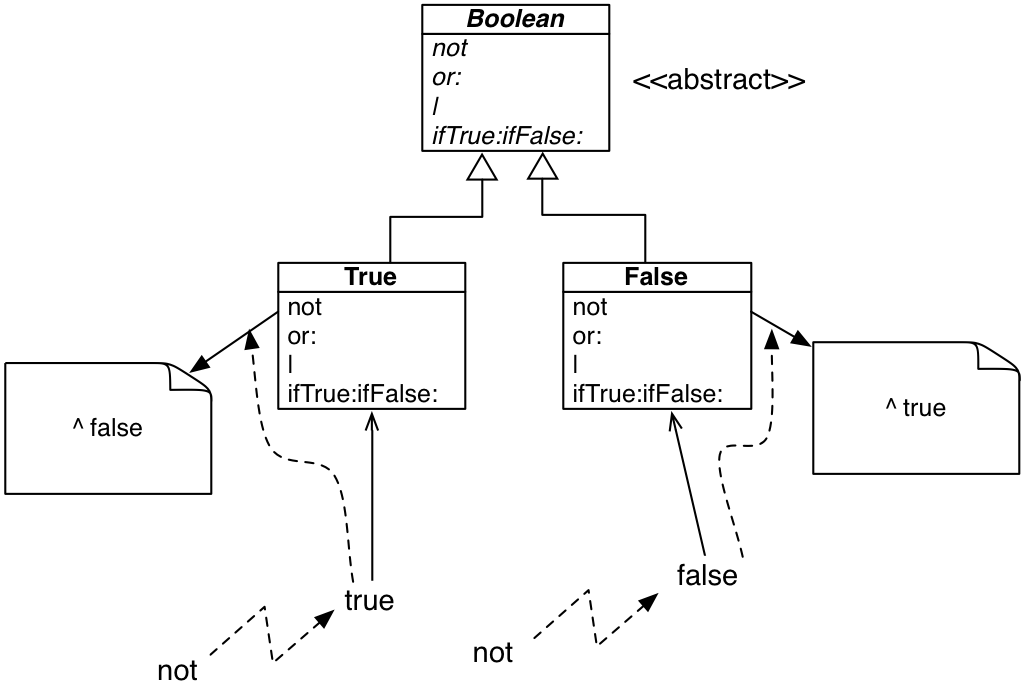 Boolean
not
or:
|
ifTrue:ifFalse:
<<abstract>>
True
not
or:
|
ifTrue:ifFalse:
False
not
or:
|
ifTrue:ifFalse:
^ false
^ true
true
not
false
not